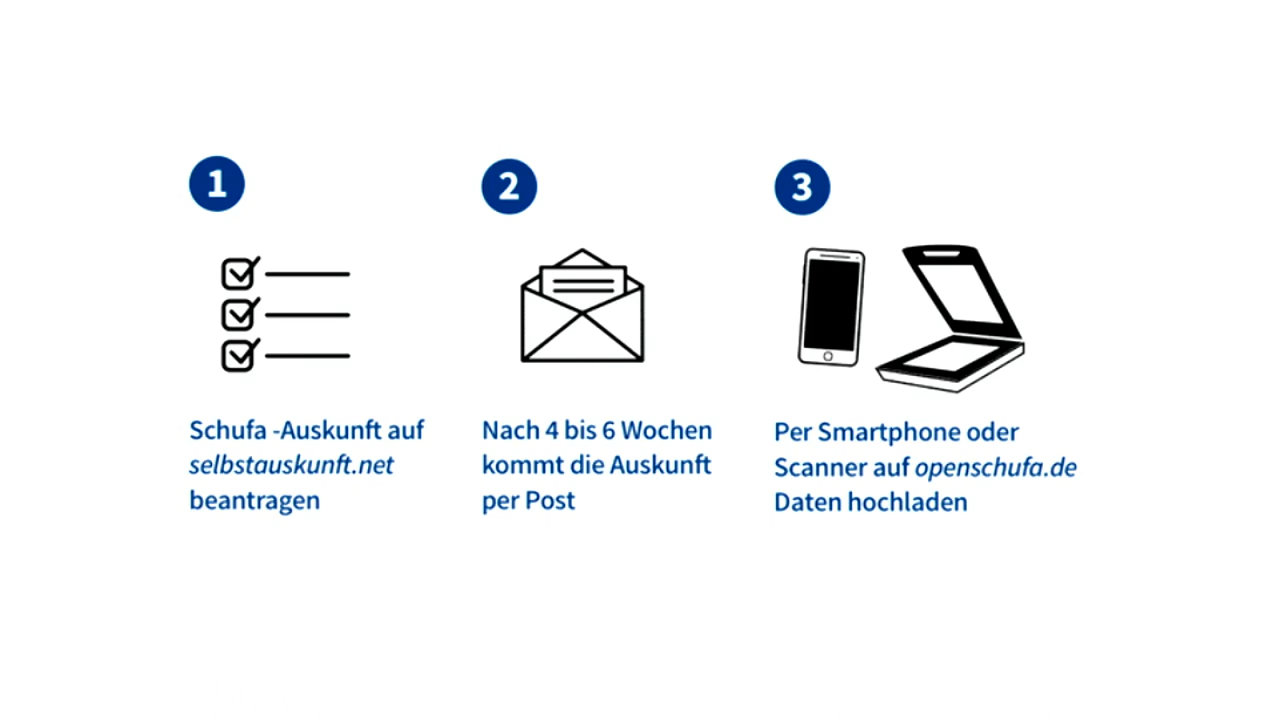 1
Schufa -Auskunft auf
selbstauskunft.net
beantragen
2
Nach 4 bis 6 Wochen
kommt die Auskunft
per Post
3
Per Smartphone oder
Scanner auf openschufa.de
Daten hochladen